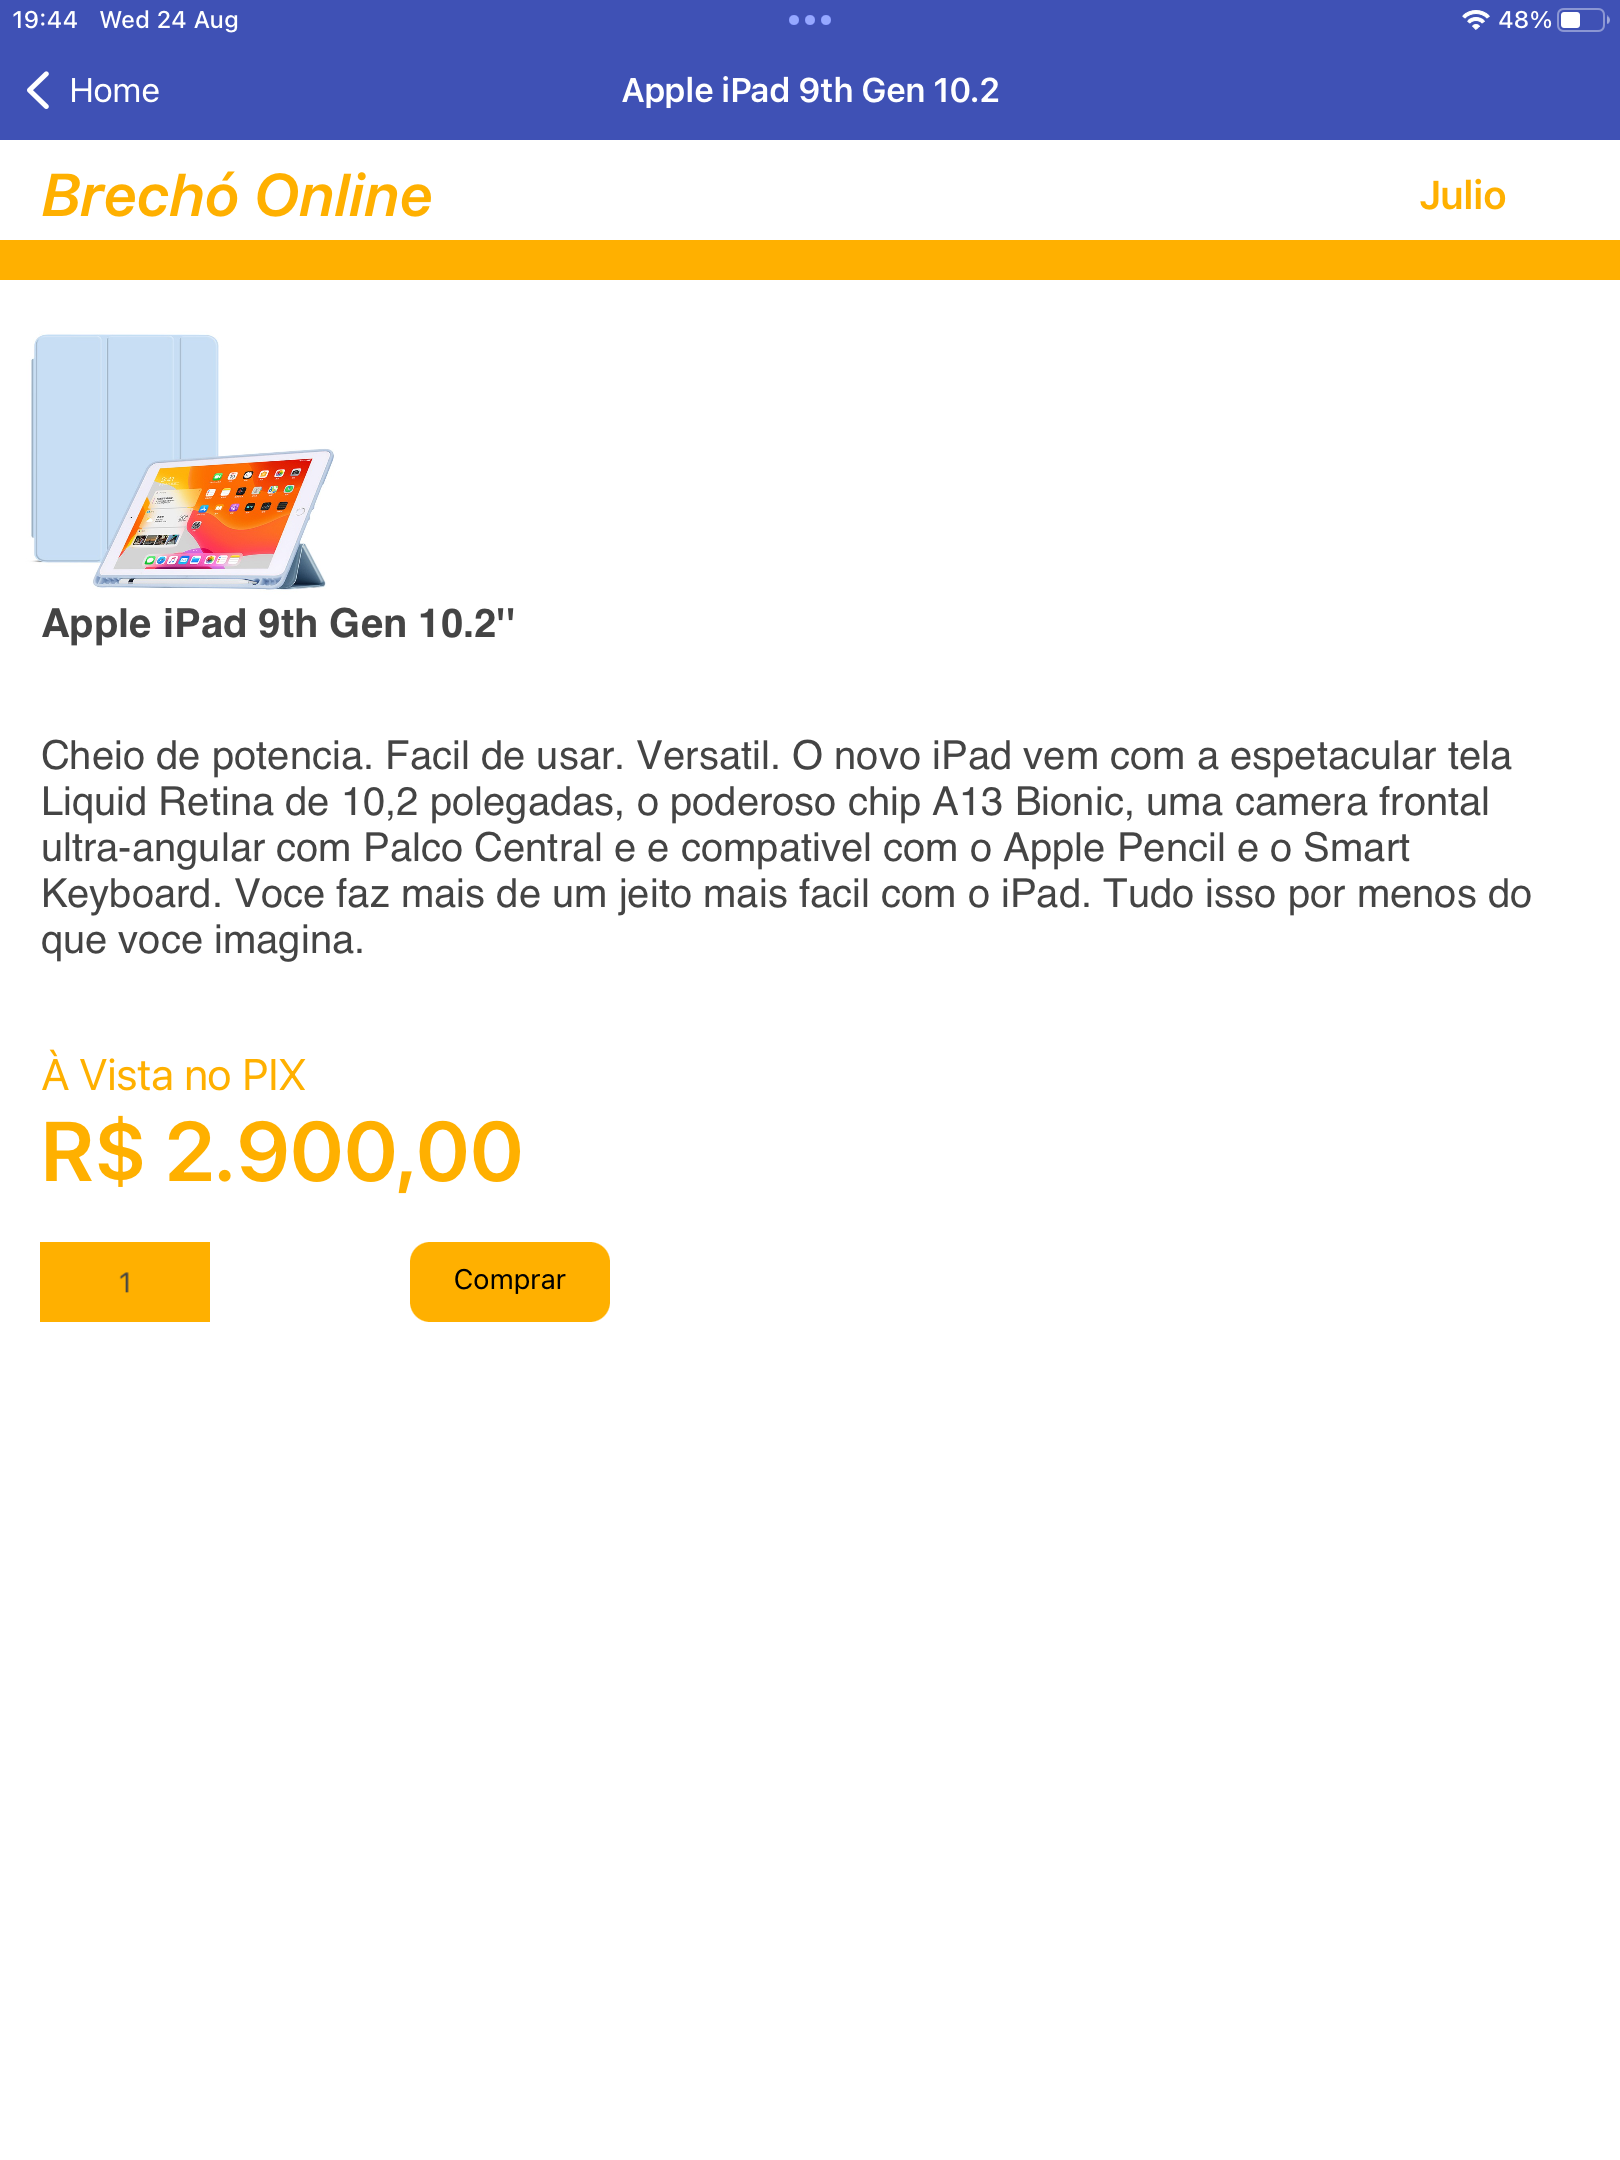 19:44 Wed 24 Aug
48%
Home
Apple iPad 9th Gen 10.2
Brechó Online
Julio
Apple iPad 9th Gen 10.2"
Cheio de potencia. Facil de usar. Versatil. O novo iPad vem com a espetacular tela
Liquid Retina de 10,2 polegadas, o poderoso chip A13 Bionic, uma camera frontal
ultra-angular com Palco Central e e compativel com o Apple Pencil e o Smart
Keyboard. Voce faz mais de um jeito mais facil com o iPad. Tudo isso por menos do
que voce imagina.
À Vista no PIX
R$ 2.900,00
1
Comprar